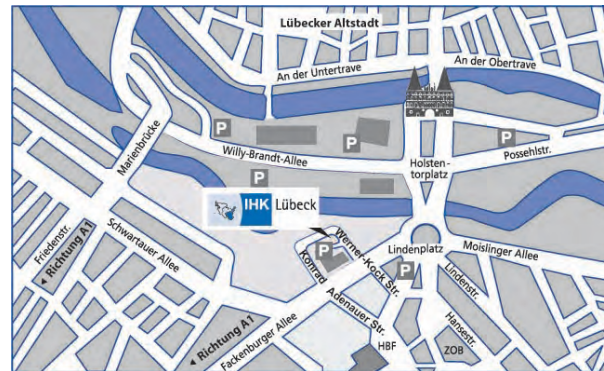 Lübecker Altstadt
An der Untertrave
An der Obertrave
P
P
P
Marienbrücke
Willy-Brandt-Allee
Holsten-
torplatz
Possehlstr.
P
IHK Lübeck
Friedenstr.
Richtung A1
Schwartauer Allee
P
Werner-Kock-Str.
Lindenplatz
Moislinger Allee
Konrad
Adenauer Str.
P
Lindenstr.
Hansestr.
Richtung A1
Fackenburger Allee
HBF
ZOB